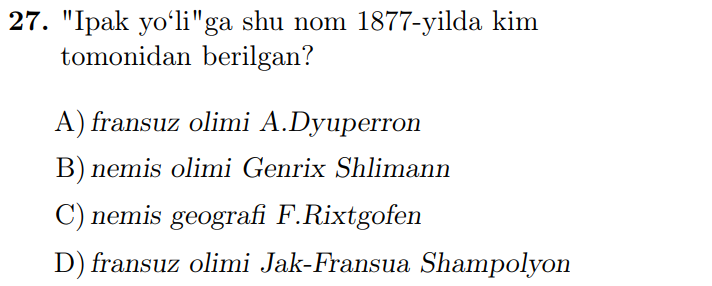 27. "Ipak yo‘li"ga shu nom 1877-yilda kim
tomonidan berilgan?
A) fransuz olimi A.Dyuperron
B) nemis olimi Genrix Shlimann
C) nemis geografi F.Rixtgofen
D) fransuz olimi Jak-Fransua Shampolyon